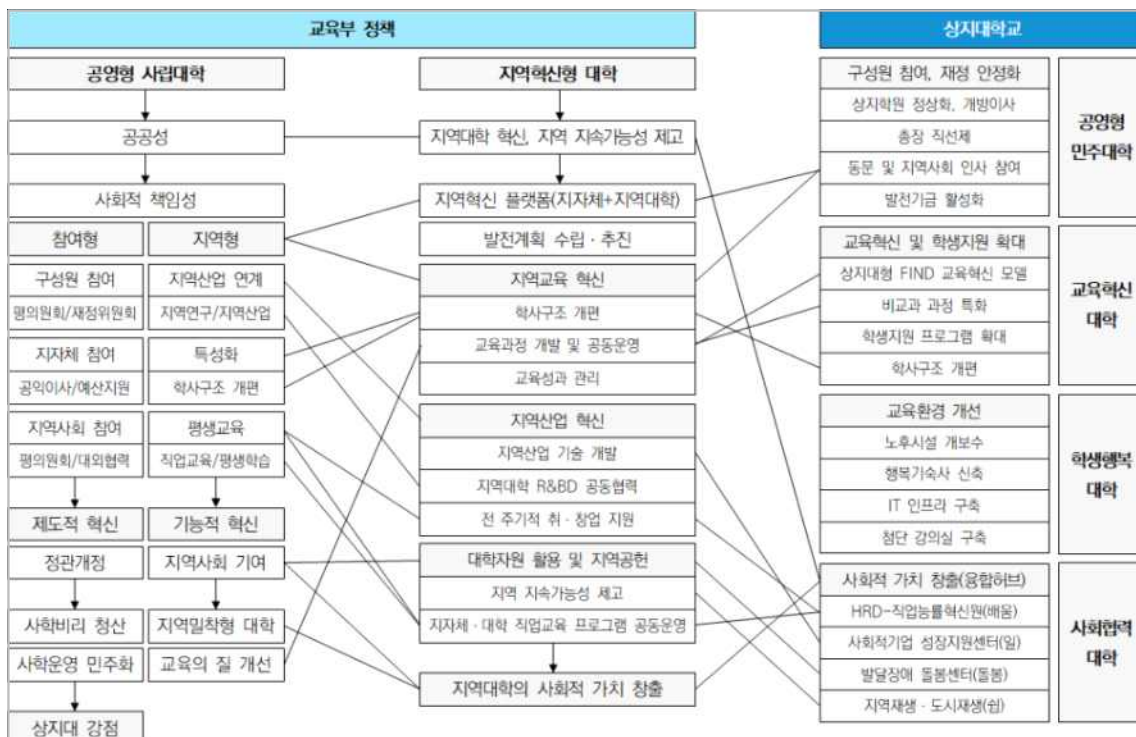 교육부 정책
공영형 사립대학
공공성
사회적 책임성
참여형
지역형
구성원 참여
평의원회/재정위원회
지역산업 연계
지역연구/지역산업
지자체 참여
공익이사/예산지원
특성화
학사구조 개편
지역사회 참여
평의원회/대외협력
평생교육
직업교육/평생학습
제도적 혁신
기능적 혁신
정관개정
지역사회 기여
사학비리 청산
지역밀착형 대학
사학운영 민주화
교육의 질 개선
상지대 강점
지역혁신형 대학
지역대학 혁신, 지역 지속가능성 제고
지역혁신 플랫폼(지자체+지역대학)
발전계획 수립·추진
지역교육 혁신
학사구조 개편
교육과정 개발 및 공동운영
교육성과 관리
지역산업 혁신
지역산업 기술 개발
지역대학 R&BD 공동협력
전 주기적 취·창업 지원
대학자원 활용 및 지역공헌
지역 지속가능성 제고
지자체·대학 직업교육 프로그램 공동운영
지역대학의 사회적 가치 창출
상지대학교
구성원 참여, 재정 안정화
상지학원 정상화, 개방이사
총장 직선제
동문 및 지역사회 인사 참여
발전기금 활성화
공영형
민주대학
교육혁신 및 학생지원 확대
상지대형 FIND 교육혁신 모델
비교과 과정 특화
학생지원 프로그램 확대
학사구조 개편
교육혁신
대학
교육환경 개선
노후시설 개보수
행복기숙사 신축
IT 인프라 구축
첨단 강의실 구축
학생행복
대학
사회적 가치 창출(융합허브)
HRD-직업능률혁신원(배움)
사회적기업 성장지원센터(일)
발달장애 돌봄센터(돌봄)
지역재생·도시재생(쉼)
사회협력
대학